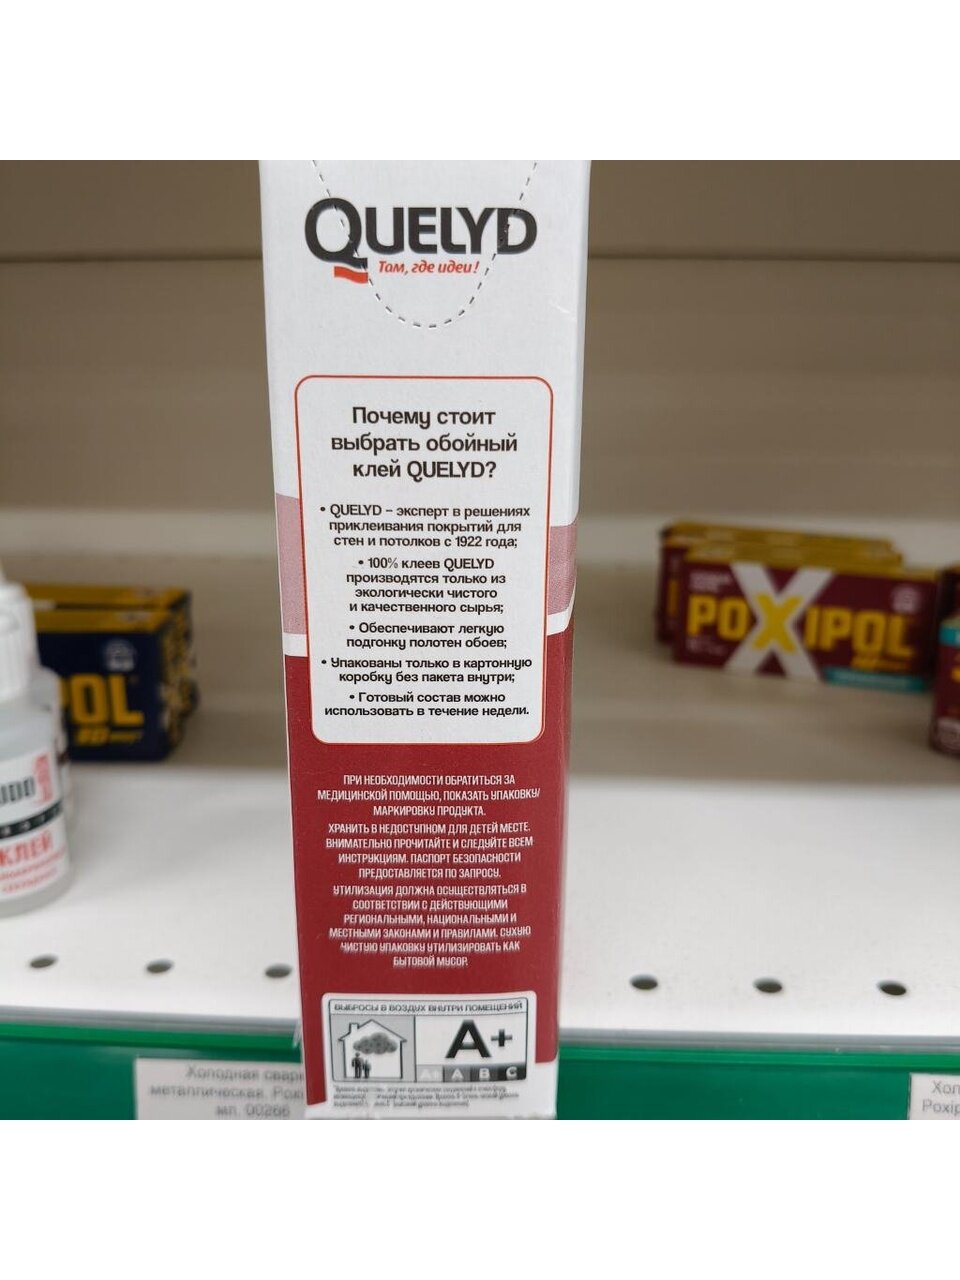 QUELYD
Там, где идеи!
Почему стоит
выбрать обойный
клей QUELYD?
• QUELYD – эксперт в решениях
приклеивания покрытий для
стен и потолков с 1922 года;
• 100% клеев QUELYD
производятся только из
экологически чистого
и качественного сырья;
• Обеспечивают легкую
подгонку полотен обоев;
• Упакованы только в картонную
коробку без пакета внутри;
• Готовый состав можно
использовать в течение недели.
ПРИ НЕОБХОДИМОСТИ ОБРАТИТЬСЯ ЗА
МЕДИЦИНСКОЙ ПОМОЩЬЮ, ПОКАЗАТЬ УПАКОВКУ/
МАРКИРОВКУ ПРОДУКТА.
ХРАНИТЬ В НЕДОСТУПНОМ ДЛЯ ДЕТЕЙ МЕСТЕ.
ВНИМАТЕЛЬНО ПРОЧИТАЙТЕ И СЛЕДУЙТЕ ВСЕМ
ИНСТРУКЦИЯМ. ПАСПОРТ БЕЗОПАСНОСТИ
ПРЕДОСТАВЛЯЕТСЯ ПО ЗАПРОСУ.
УТИЛИЗАЦИЯ ДОЛЖНА ОСУЩЕСТВЛЯТЬСЯ В
СООТВЕТСТВИИ С ДЕЙСТВУЮЩИМИ
РЕГИОНАЛЬНЫМИ, НАЦИОНАЛЬНЫМИ И
МЕСТНЫМИ ЗАКОНАМИ И ПРАВИЛАМИ. СУХУЮ
ЧИСТУЮ УПАКОВКУ УТИЛИЗИРОВАТЬ КАК
БЫТОВОЙ МУСОР.
ВЫБРОСЫ В ВОЗДУХ ВНУТРИ ПОМЕЩЕНИЙ
A+
A+ A B C
POXIPOL
POL
КЛЕЙ
Холодная свар
металлическая. Poxi
мл. 00266
Хол
Poxip